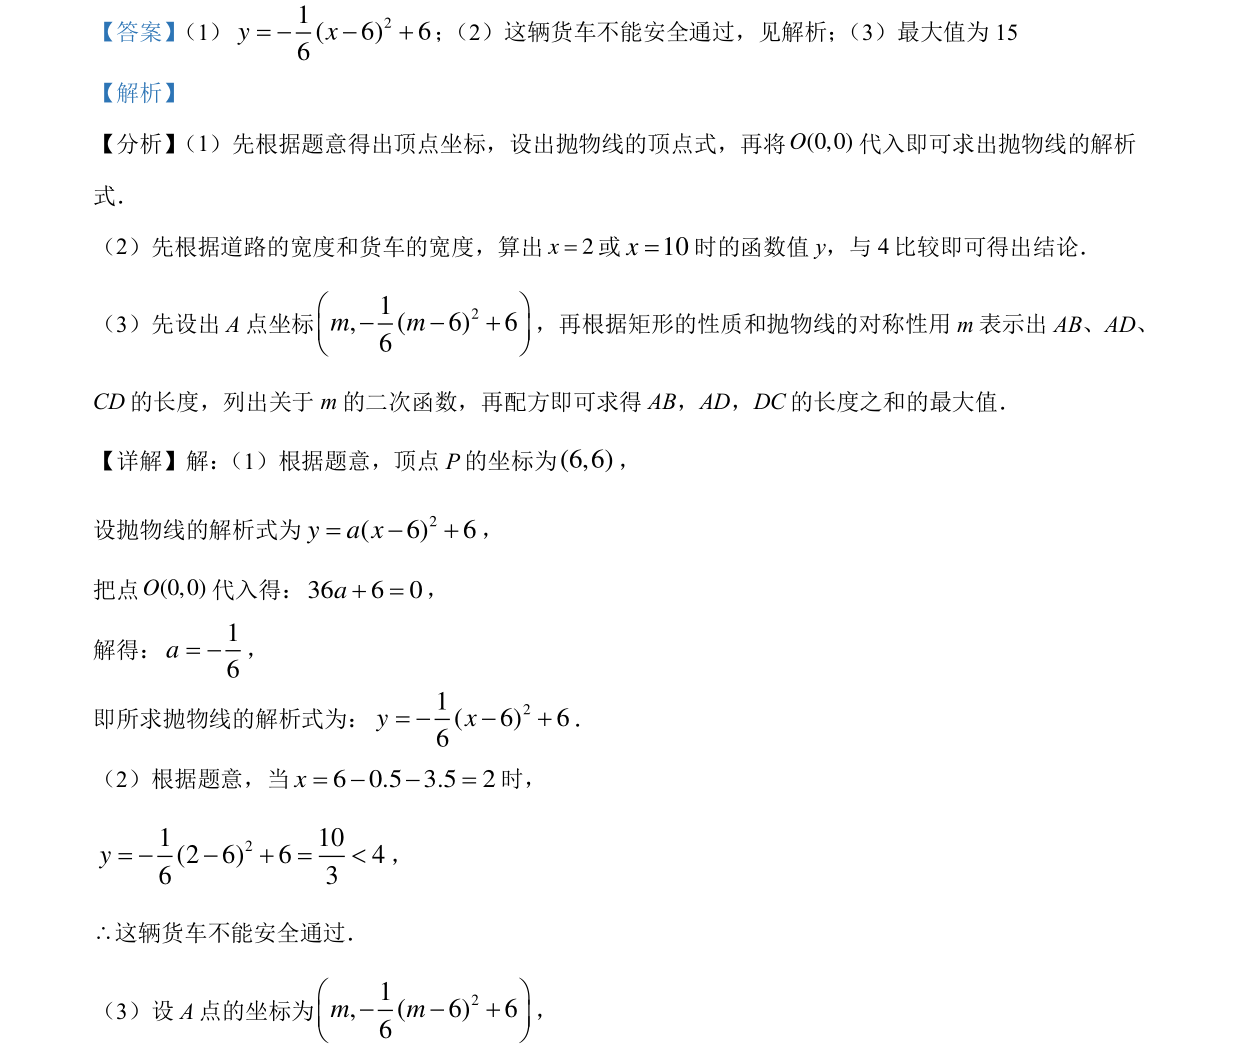 【答案】（1） y = −1/6(x−6)² + 6；（2）这辆货车不能安全通过，见解析；（3）最大值为 15
【解析】
【分析】（1）先根据题意得出顶点坐标，设出抛物线的顶点式，再将 O(0,0) 代入即可求出抛物线的解析
式．
（2）先根据道路的宽度和货车的宽度，算出 x = 2 或 x = 10 时的函数值 y，与 4 比较即可得出结论．
（3）先设出 A 点坐标 (m, −1/6(m−6)² + 6)，再根据矩形的性质和抛物线的对称性用 m 表示出 AB、AD、
CD 的长度，列出关于 m 的二次函数，再配方即可求得 AB，AD，DC 的长度之和的最大值．
【详解】解：（1）根据题意，顶点 P 的坐标为 (6,6)，
设抛物线的解析式为 y = a(x−6)² + 6，
把点 O(0,0) 代入得： 36a + 6 = 0，
解得： a = −1/6，
即所求抛物线的解析式为： y = −1/6(x−6)² + 6．
（2）根据题意，当 x = 6 − 0.5 − 3.5 = 2 时，
y = −1/6(2−6)² + 6 = 10/3 < 4，
∴这辆货车不能安全通过．
（3）设 A 点的坐标为 (m, −1/6(m−6)² + 6)，